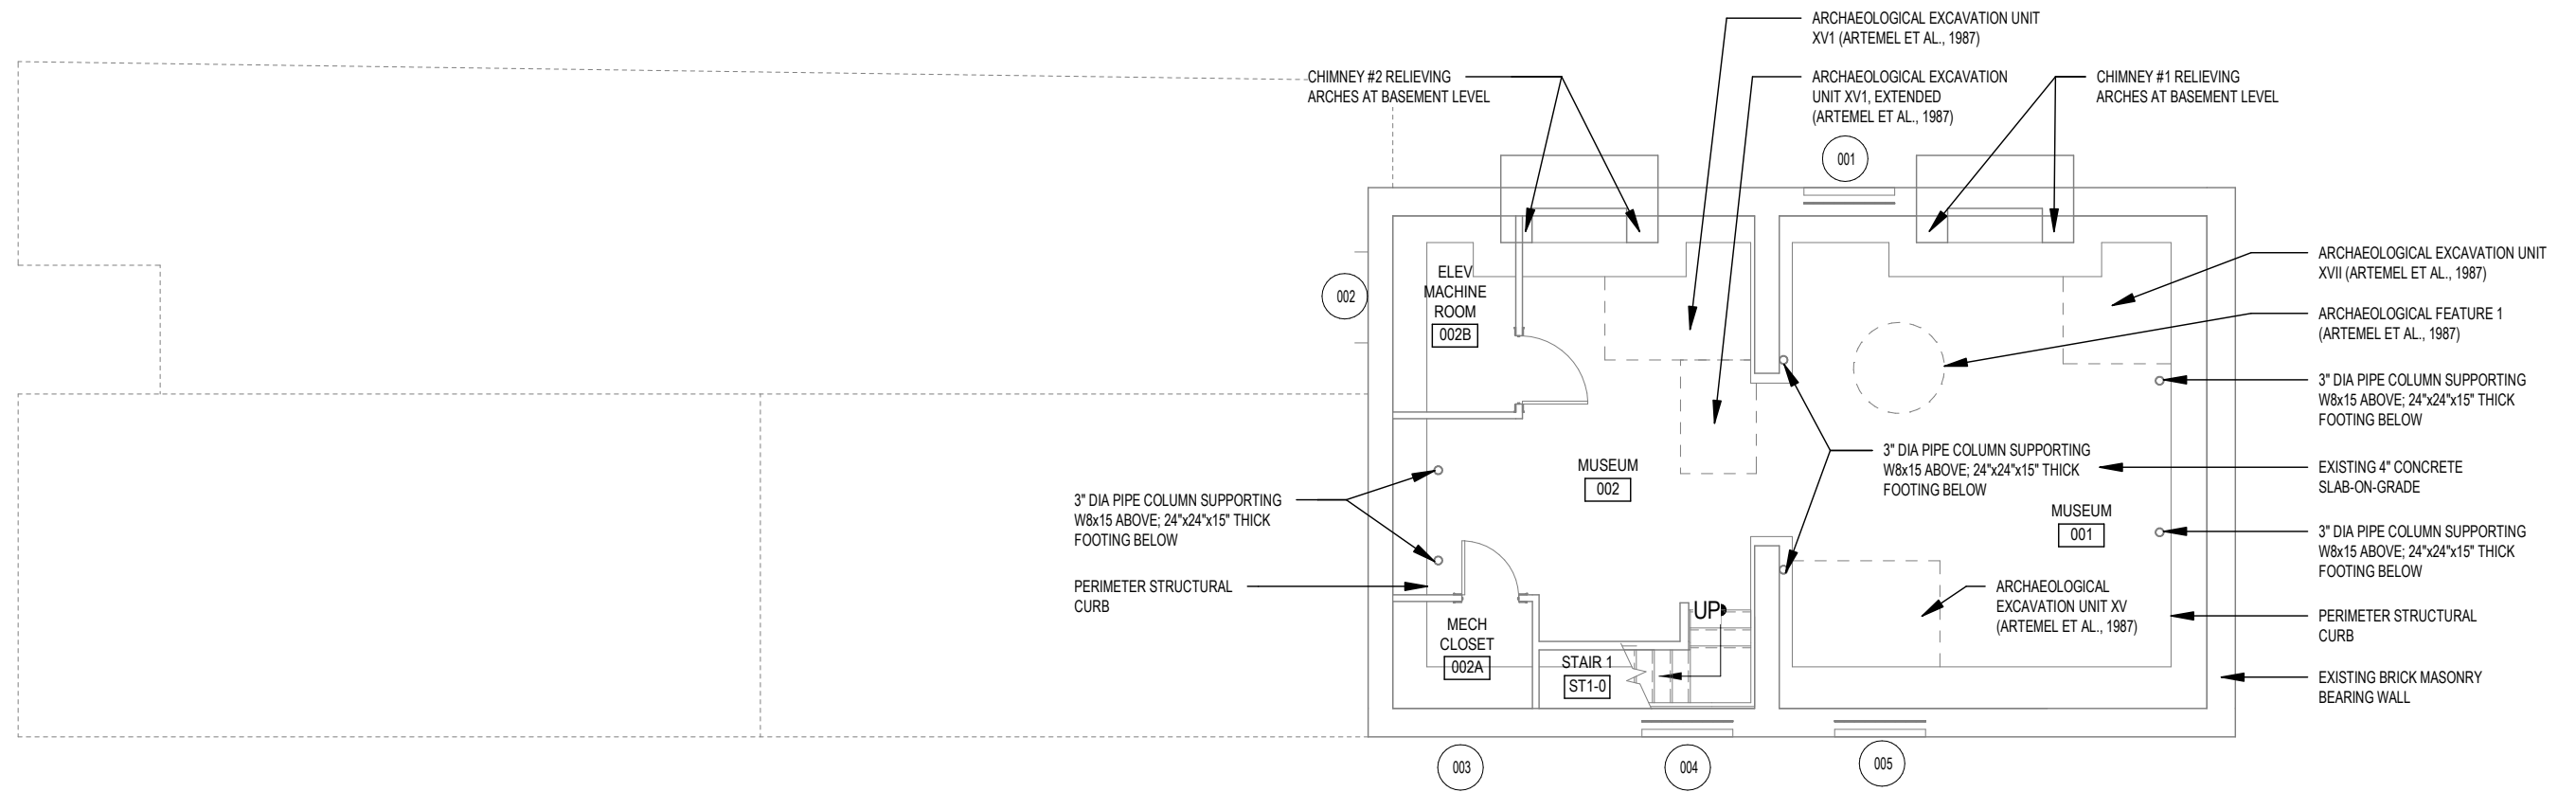 ARCHAEOLOGICAL EXCAVATION UNIT
XV1 (ARTEMEL ET AL., 1987)
CHIMNEY #2 RELIEVING
ARCHES AT BASEMENT LEVEL
ARCHAEOLOGICAL EXCAVATION
UNIT XV1, EXTENDED
(ARTEMEL ET AL., 1987)
CHIMNEY #1 RELIEVING
ARCHES AT BASEMENT LEVEL
001
002
ELEV
MACHINE
ROOM
002B
ARCHAEOLOGICAL EXCAVATION UNIT
XVII (ARTEMEL ET AL., 1987)
ARCHAEOLOGICAL FEATURE 1
(ARTEMEL ET AL., 1987)
3" DIA PIPE COLUMN SUPPORTING
W8x15 ABOVE; 24"x24"x15" THICK
FOOTING BELOW
3" DIA PIPE COLUMN SUPPORTING
W8x15 ABOVE; 24"x24"x15" THICK
FOOTING BELOW
MUSEUM
002
EXISTING 4" CONCRETE
SLAB-ON-GRADE
3" DIA PIPE COLUMN SUPPORTING
W8x15 ABOVE; 24"x24"x15" THICK
FOOTING BELOW
MUSEUM
001
3" DIA PIPE COLUMN SUPPORTING
W8x15 ABOVE; 24"x24"x15" THICK
FOOTING BELOW
PERIMETER STRUCTURAL
CURB
ARCHAEOLOGICAL
EXCAVATION UNIT XV
(ARTEMEL ET AL., 1987)
UP
PERIMETER STRUCTURAL
CURB
MECH
CLOSET
002A
STAIR 1
ST1-0
EXISTING BRICK MASONRY
BEARING WALL
003
004
005